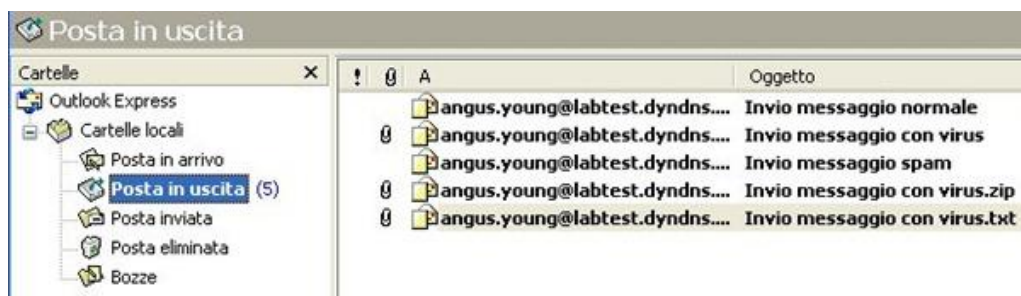 Posta in uscita
Cartelle
Outlook Express
Cartelle locali
Posta in arrivo
Posta in uscita (5)
Posta inviata
Posta eliminata
Bozze
! A Oggetto
angus.young@labtest.dyndns.... Invio messaggio normale
angus.young@labtest.dyndns.... Invio messaggio con virus
angus.young@labtest.dyndns.... Invio messaggio spam
angus.young@labtest.dyndns.... Invio messaggio con virus.zip
angus.young@labtest.dyndns.... Invio messaggio con virus.txt